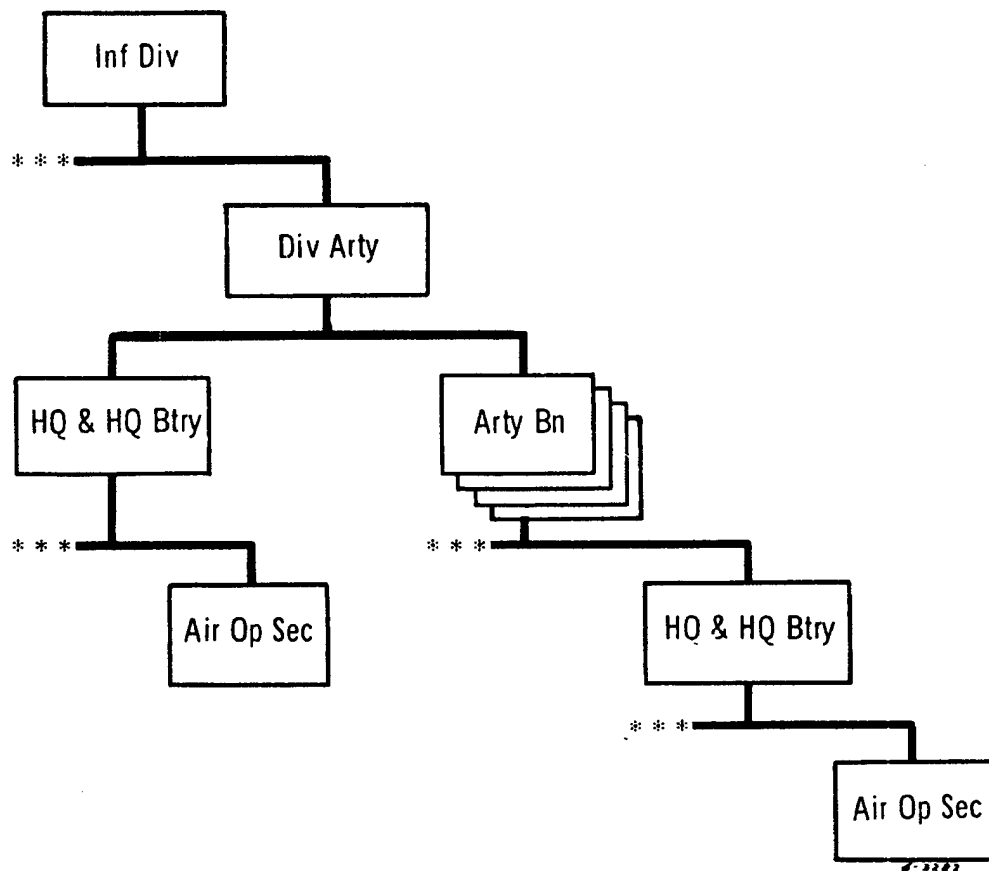 Inf Div
* * *
Div Arty
HQ & HQ Btry
Arty Bn
* * *
* * *
Air Op Sec
HQ & HQ Btry
* * *
Air Op Sec